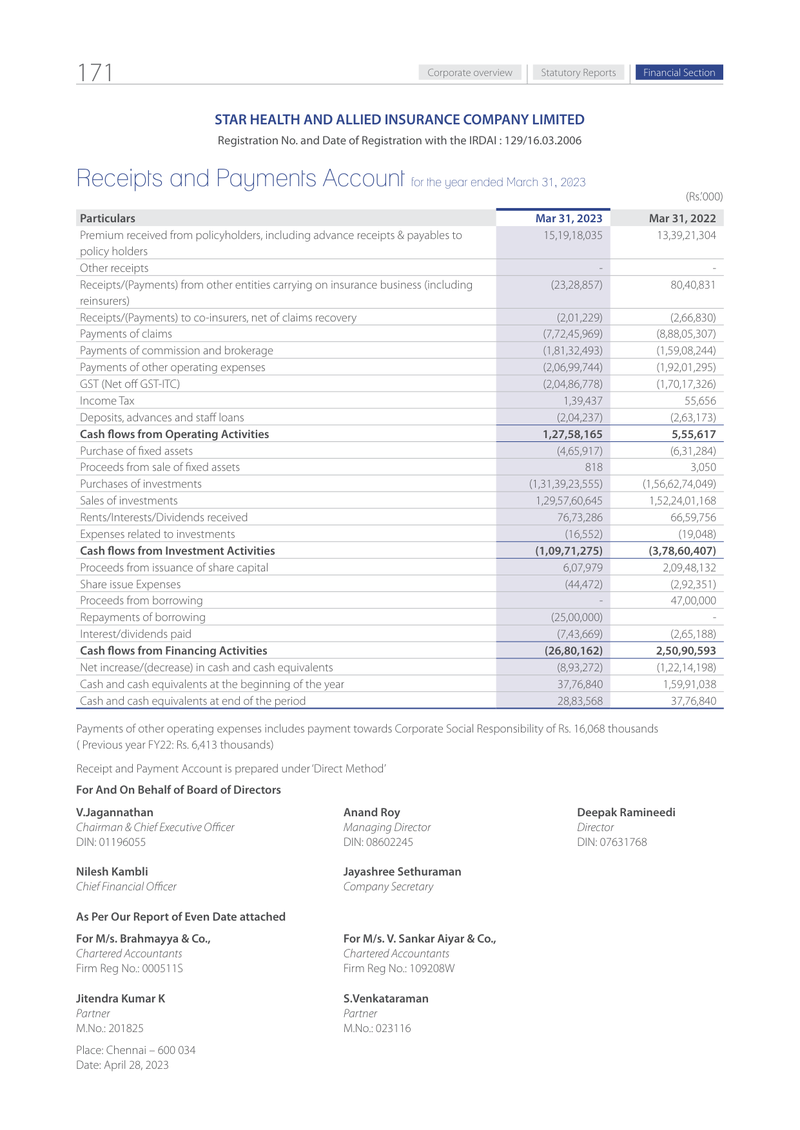 171
Corporate overview Statutory Reports Financial Section
STAR HEALTH AND ALLIED INSURANCE COMPANY LIMITED
Registration No. and Date of Registration with the IRDAI : 129/16.03.2006
Receipts and Payments Account for the year ended March 31, 2023
(Rs.'000)
Particulars Mar 31, 2023 Mar 31, 2022
Premium received from policyholders, including advance receipts & payables to 15,19,18,035 13,39,21,304
policy holders
Other receipts - -
Receipts/(Payments) from other entities carrying on insurance business (including (23,28,857) 80,40,831
reinsurers)
Receipts/(Payments) to co-insurers, net of claims recovery (2,01,229) (2,66,830)
Payments of claims (7,72,45,969) (8,88,05,307)
Payments of commission and brokerage (1,81,32,493) (1,59,08,244)
Payments of other operating expenses (2,06,99,744) (1,92,01,295)
GST (Net off GST-ITC) (2,04,86,778) (1,70,17,326)
Income Tax 1,39,437 55,656
Deposits, advances and staff loans (2,04,237) (2,63,173)
Cash flows from Operating Activities 1,27,58,165 5,55,617
Purchase of fixed assets (4,65,917) (6,31,284)
Proceeds from sale of fixed assets 818 3,050
Purchases of investments (1,31,39,23,555) (1,56,62,74,049)
Sales of investments 1,29,57,60,645 1,52,24,01,168
Rents/Interests/Dividends received 76,73,286 66,59,756
Expenses related to investments (16,552) (19,048)
Cash flows from Investment Activities (1,09,71,275) (3,78,60,407)
Proceeds from issuance of share capital 6,07,979 2,09,48,132
Share issue Expenses (44,472) (2,92,351)
Proceeds from borrowing - 47,00,000
Repayments of borrowing (25,00,000) -
Interest/dividends paid (7,43,669) (2,65,188)
Cash flows from Financing Activities (26,80,162) 2,50,90,593
Net increase/(decrease) in cash and cash equivalents (8,93,272) (1,22,14,198)
Cash and cash equivalents at the beginning of the year 37,76,840 1,59,91,038
Cash and cash equivalents at end of the period 28,83,568 37,76,840
Payments of other operating expenses includes payment towards Corporate Social Responsibility of Rs. 16,068 thousands
( Previous year FY22: Rs. 6,413 thousands)
Receipt and Payment Account is prepared under 'Direct Method'
For And On Behalf of Board of Directors
V.Jagannathan Anand Roy Deepak Ramineedi
Chairman & Chief Executive Officer Managing Director Director
DIN: 01196055 DIN: 08602245 DIN: 07631768
Nilesh Kambli Jayashree Sethuraman
Chief Financial Officer Company Secretary
As Per Our Report of Even Date attached
For M/s. Brahmayya & Co., For M/s. V. Sankar Aiyar & Co.,
Chartered Accountants Chartered Accountants
Firm Reg No.: 000511S Firm Reg No.: 109208W
Jitendra Kumar K S.Venkataraman
Partner Partner
M.No.: 201825 M.No.: 023116
Place: Chennai – 600 034
Date: April 28, 2023